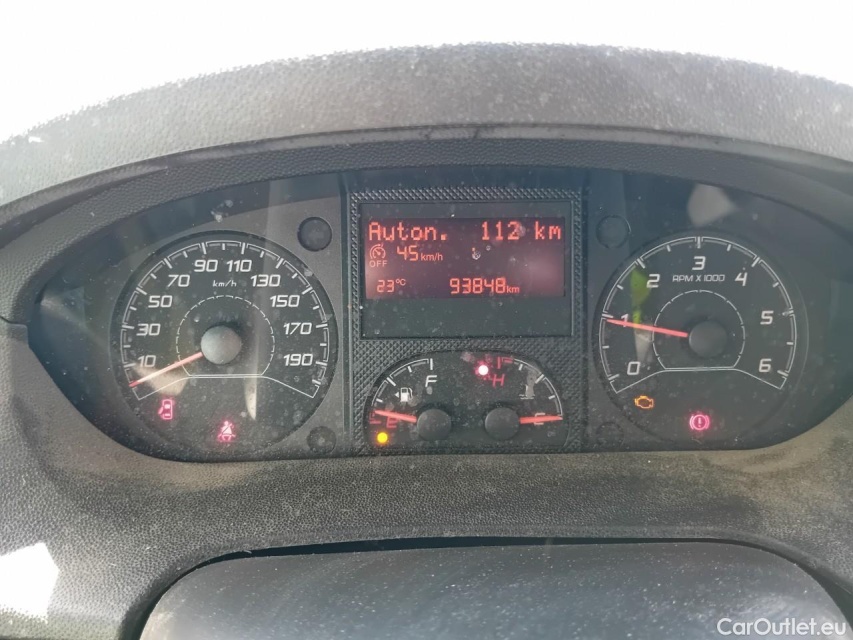 Auton. 112 km
OFF 45 km/h
23°C 93848 km
10 30 50 70 90 110 130 150 170 190
km/h
F
E
H
C
0 1 2 3 4 5 6
RPM X 1000
CarOutlet.eu